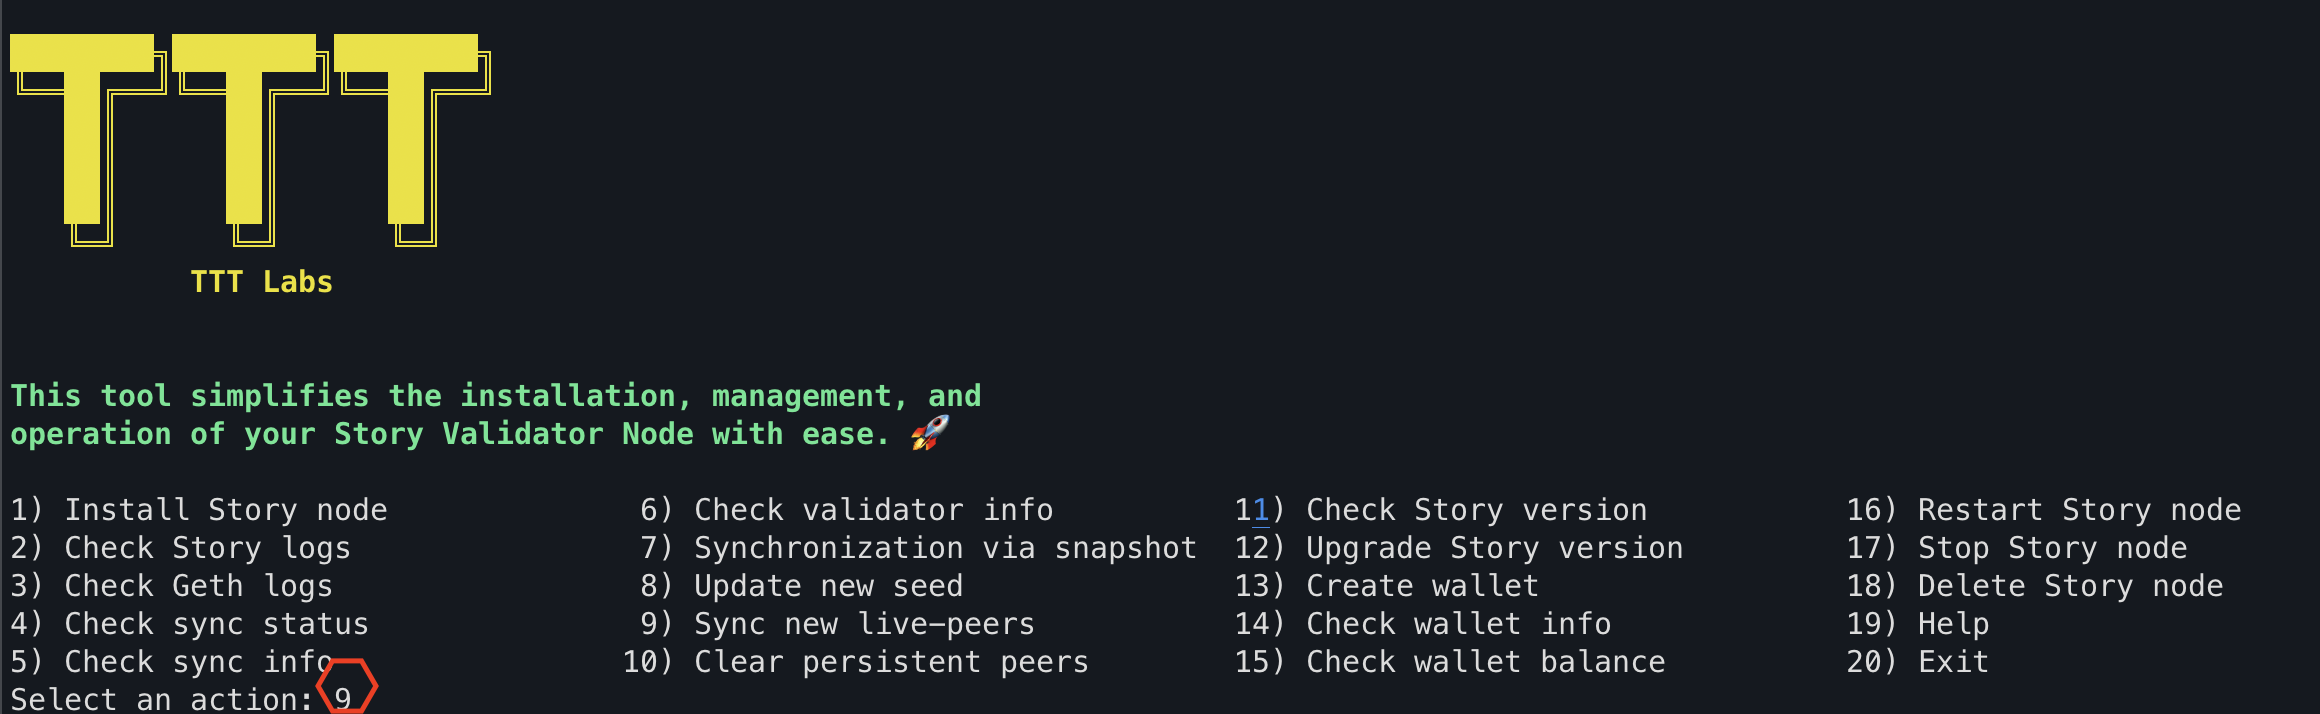 TTT
TTT Labs
This tool simplifies the installation, management, and
operation of your Story Validator Node with ease. 🚀
1) Install Story node 6) Check validator info 11) Check Story version 16) Restart Story node
2) Check Story logs 7) Synchronization via snapshot 12) Upgrade Story version 17) Stop Story node
3) Check Geth logs 8) Update new seed 13) Create wallet 18) Delete Story node
4) Check sync status 9) Sync new live-peers 14) Check wallet info 19) Help
5) Check sync info 10) Clear persistent peers 15) Check wallet balance 20) Exit
Select an action: 9